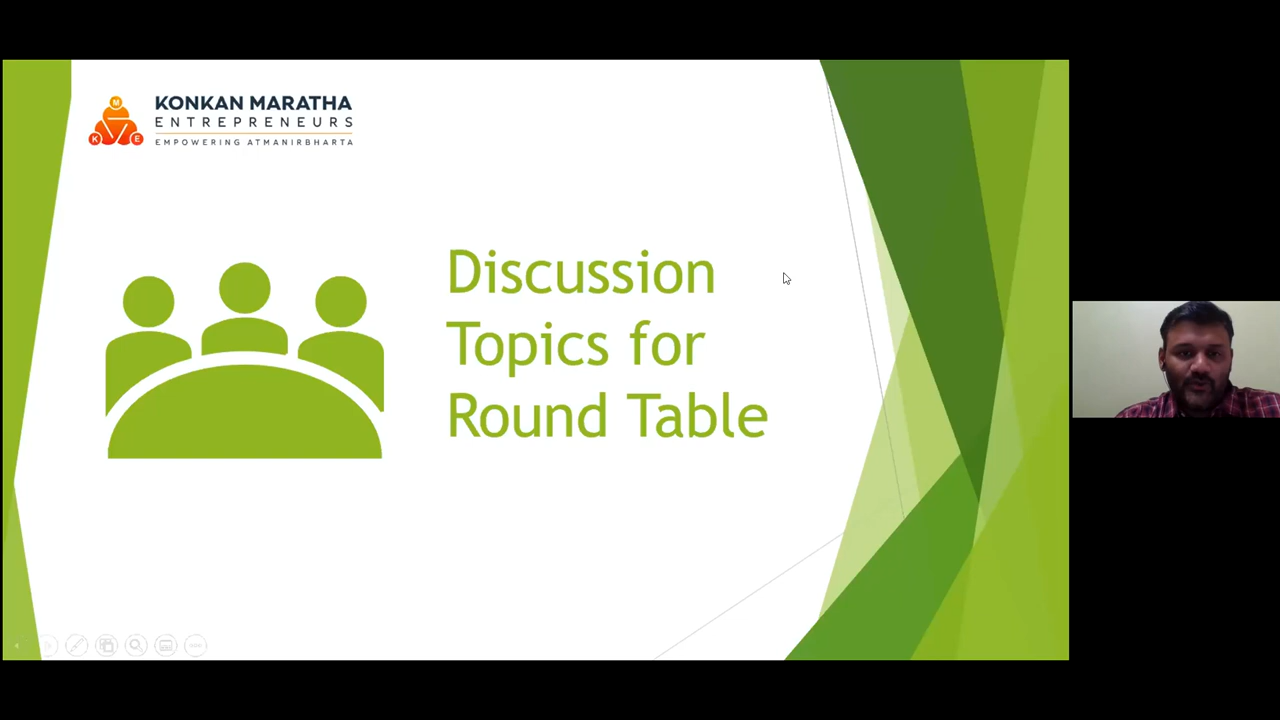 M
K E
KONKAN MARATHA
ENTREPRENEURS
EMPOWERING ATMANIRBHARTA
Discussion
Topics for
Round Table